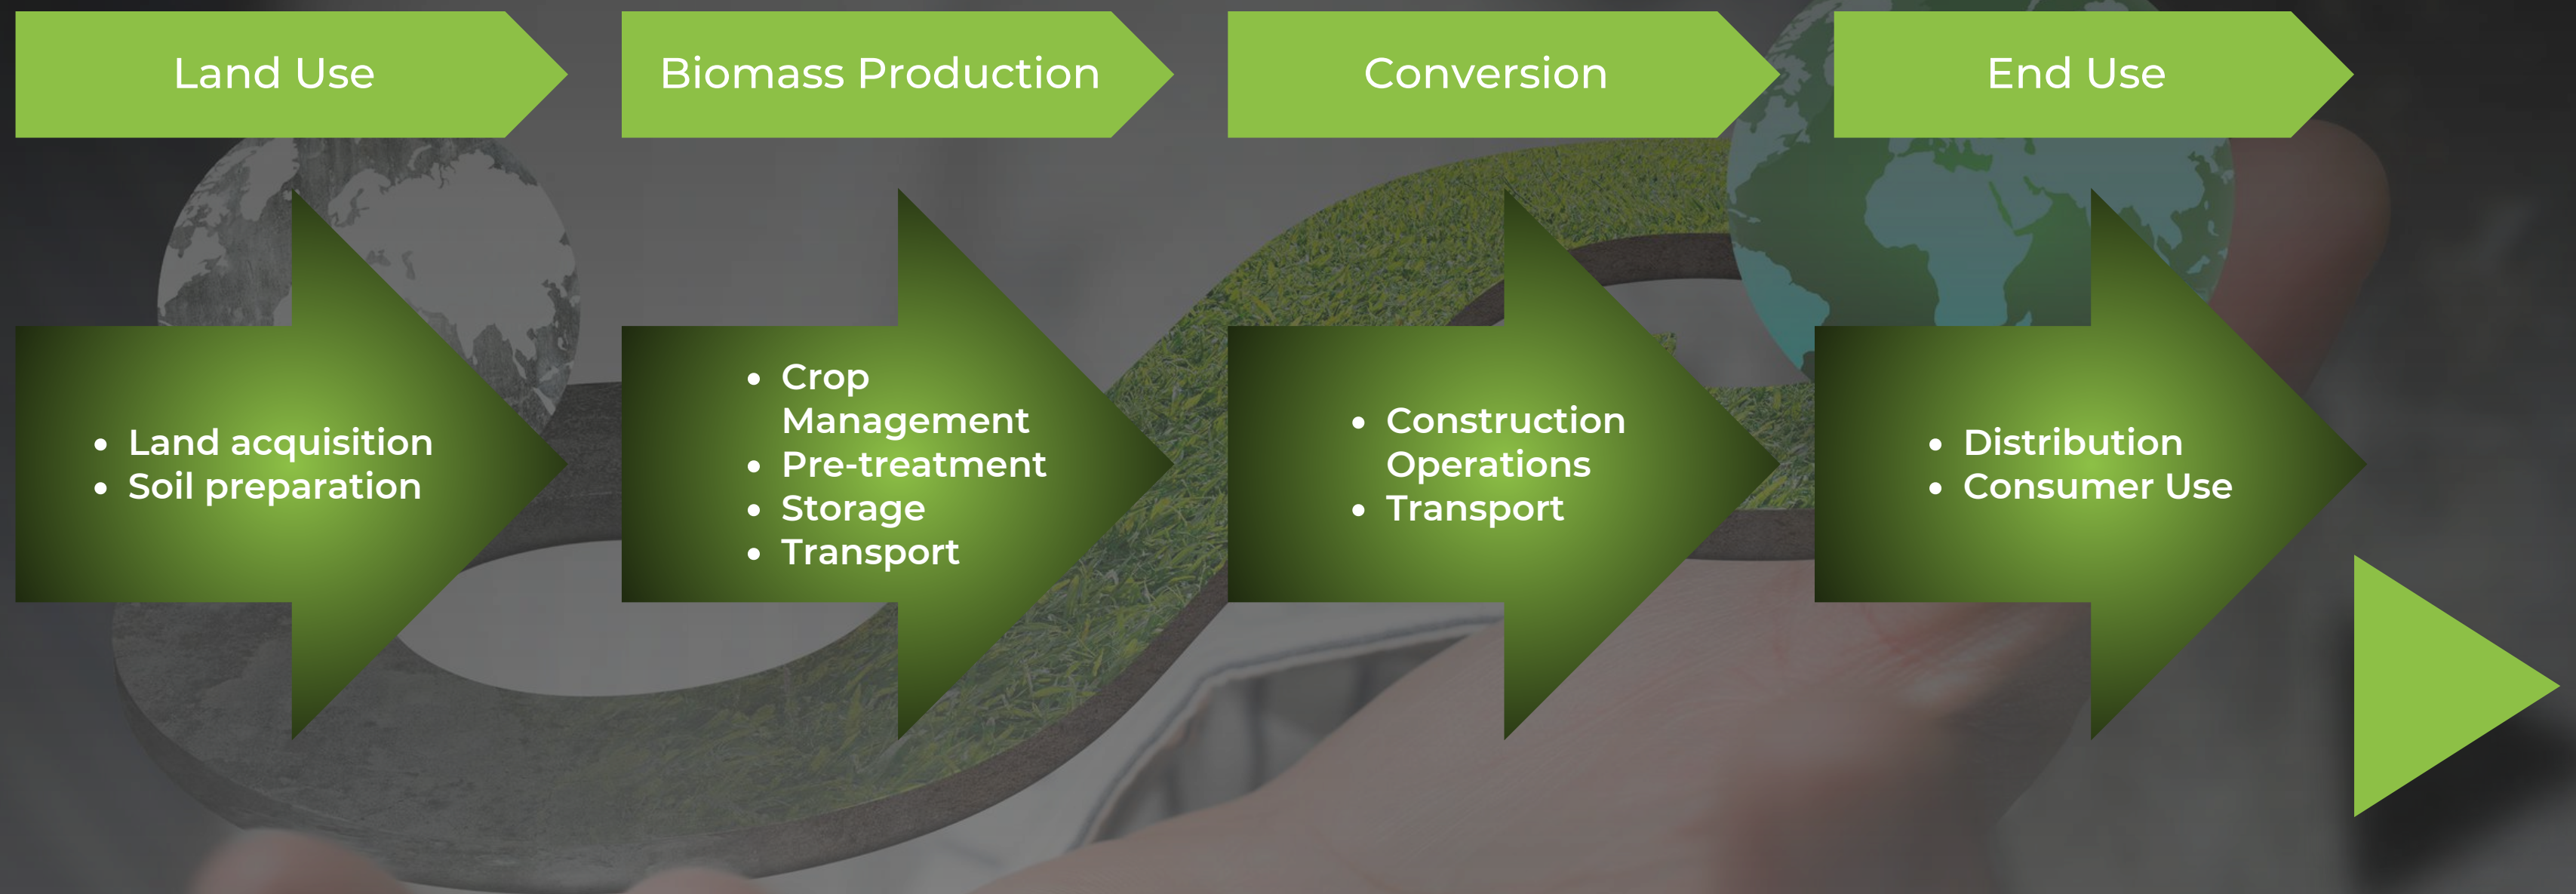 Land Use
Biomass Production
Conversion
End Use
• Land acquisition
• Soil preparation
• Crop
Management
• Pre-treatment
• Storage
• Transport
• Construction
Operations
• Transport
• Distribution
• Consumer Use